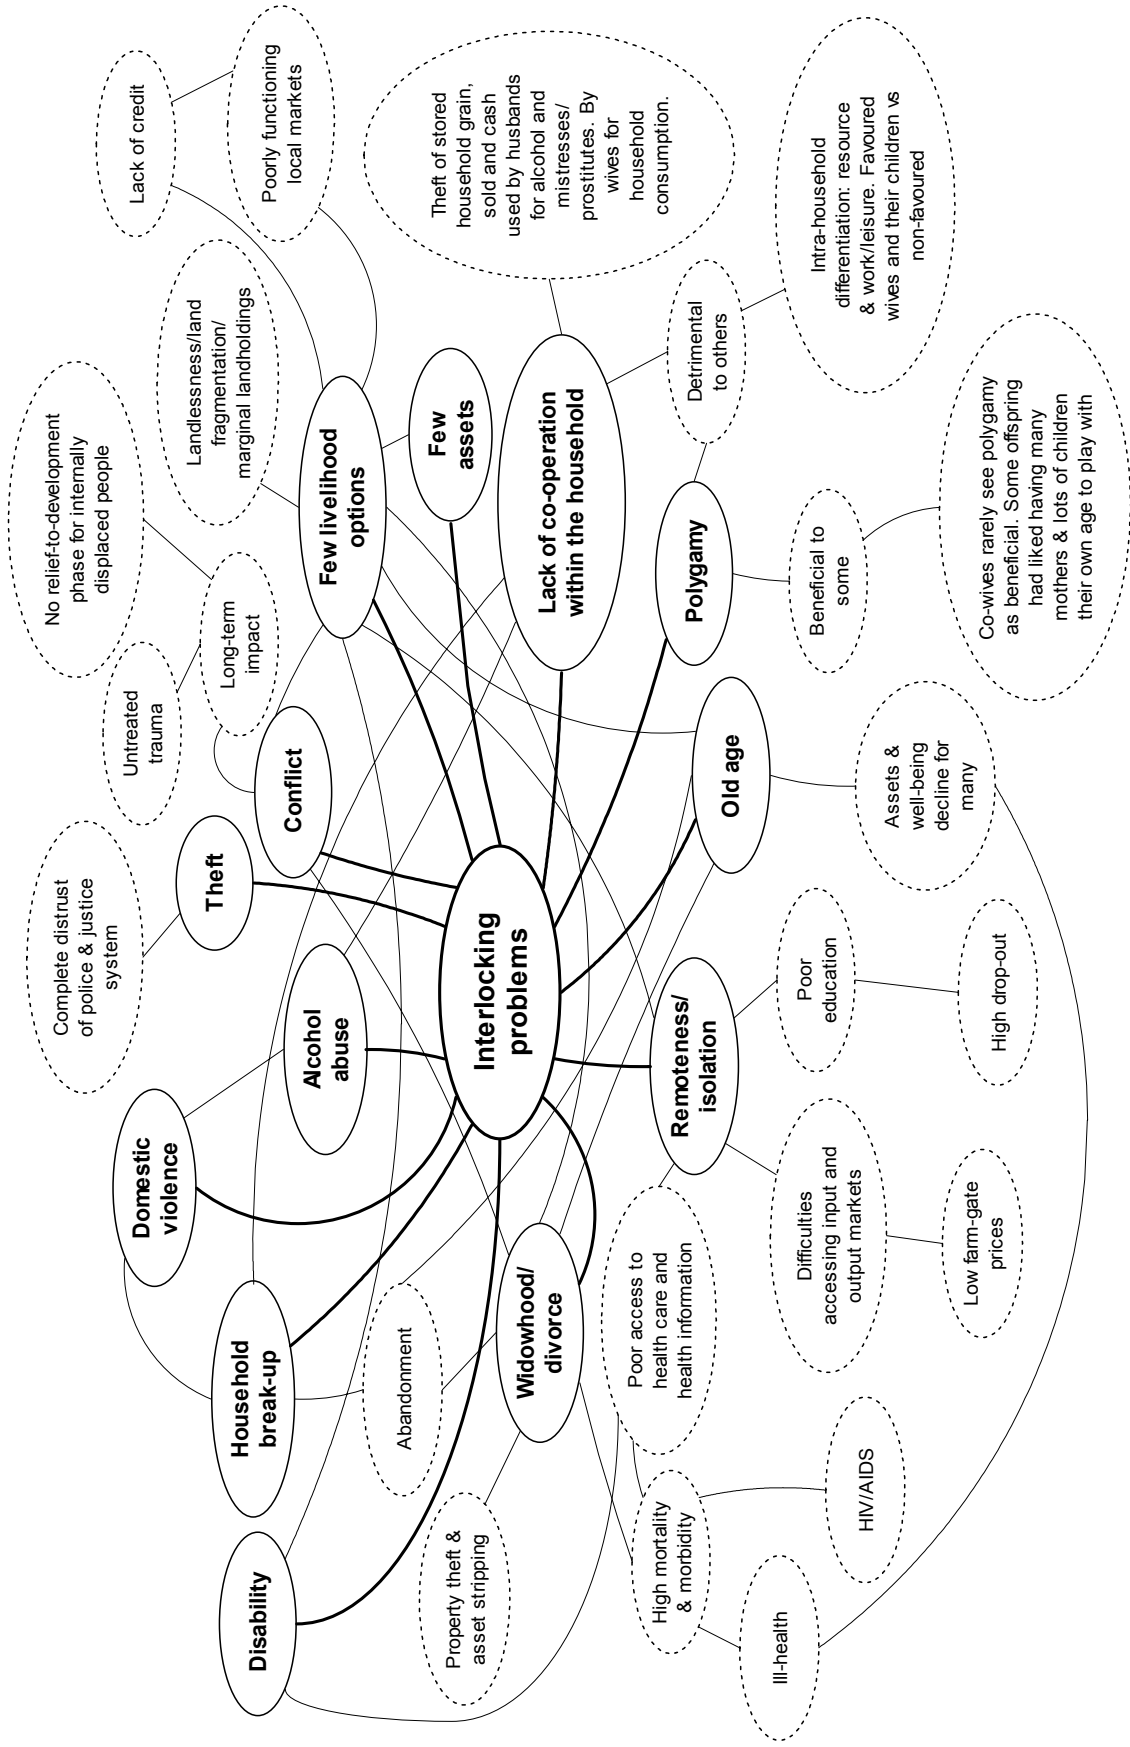 No relief-to-development
phase for internally
displaced people
Complete distrust
of police & justice
system
Untreated
trauma
Lack of credit
Domestic
violence
Theft
Long-term
impact
Landlessness/land
fragmentation/
marginal landholdings
Poorly functioning
local markets
Disability
Household
break-up
Alcohol
abuse
Conflict
Few livelihood
options
Abandonment
Few
assets
Property theft &
asset stripping
Widowhood/
divorce
Interlocking
problems
Lack of co-operation
within the household
Theft of stored
household grain,
sold and cash
used by husbands
for alcohol and
mistresses/
prostitutes. By
wives for
household
consumption.
High mortality
& morbidity
Poor access to
health care and
health information
Remoteness/
isolation
Old age
Polygamy
Detrimental
to others
Ill-health
HIV/AIDS
Difficulties
accessing input and
output markets
Poor
education
Beneficial to
some
Intra-household
differentiation: resource
& work/leisure. Favoured
wives and their children vs
non-favoured
Assets &
well-being
decline for
many
Low farm-gate
prices
High drop-out
Co-wives rarely see polygamy
as beneficial. Some offspring
had liked having many
mothers & lots of children
their own age to play with